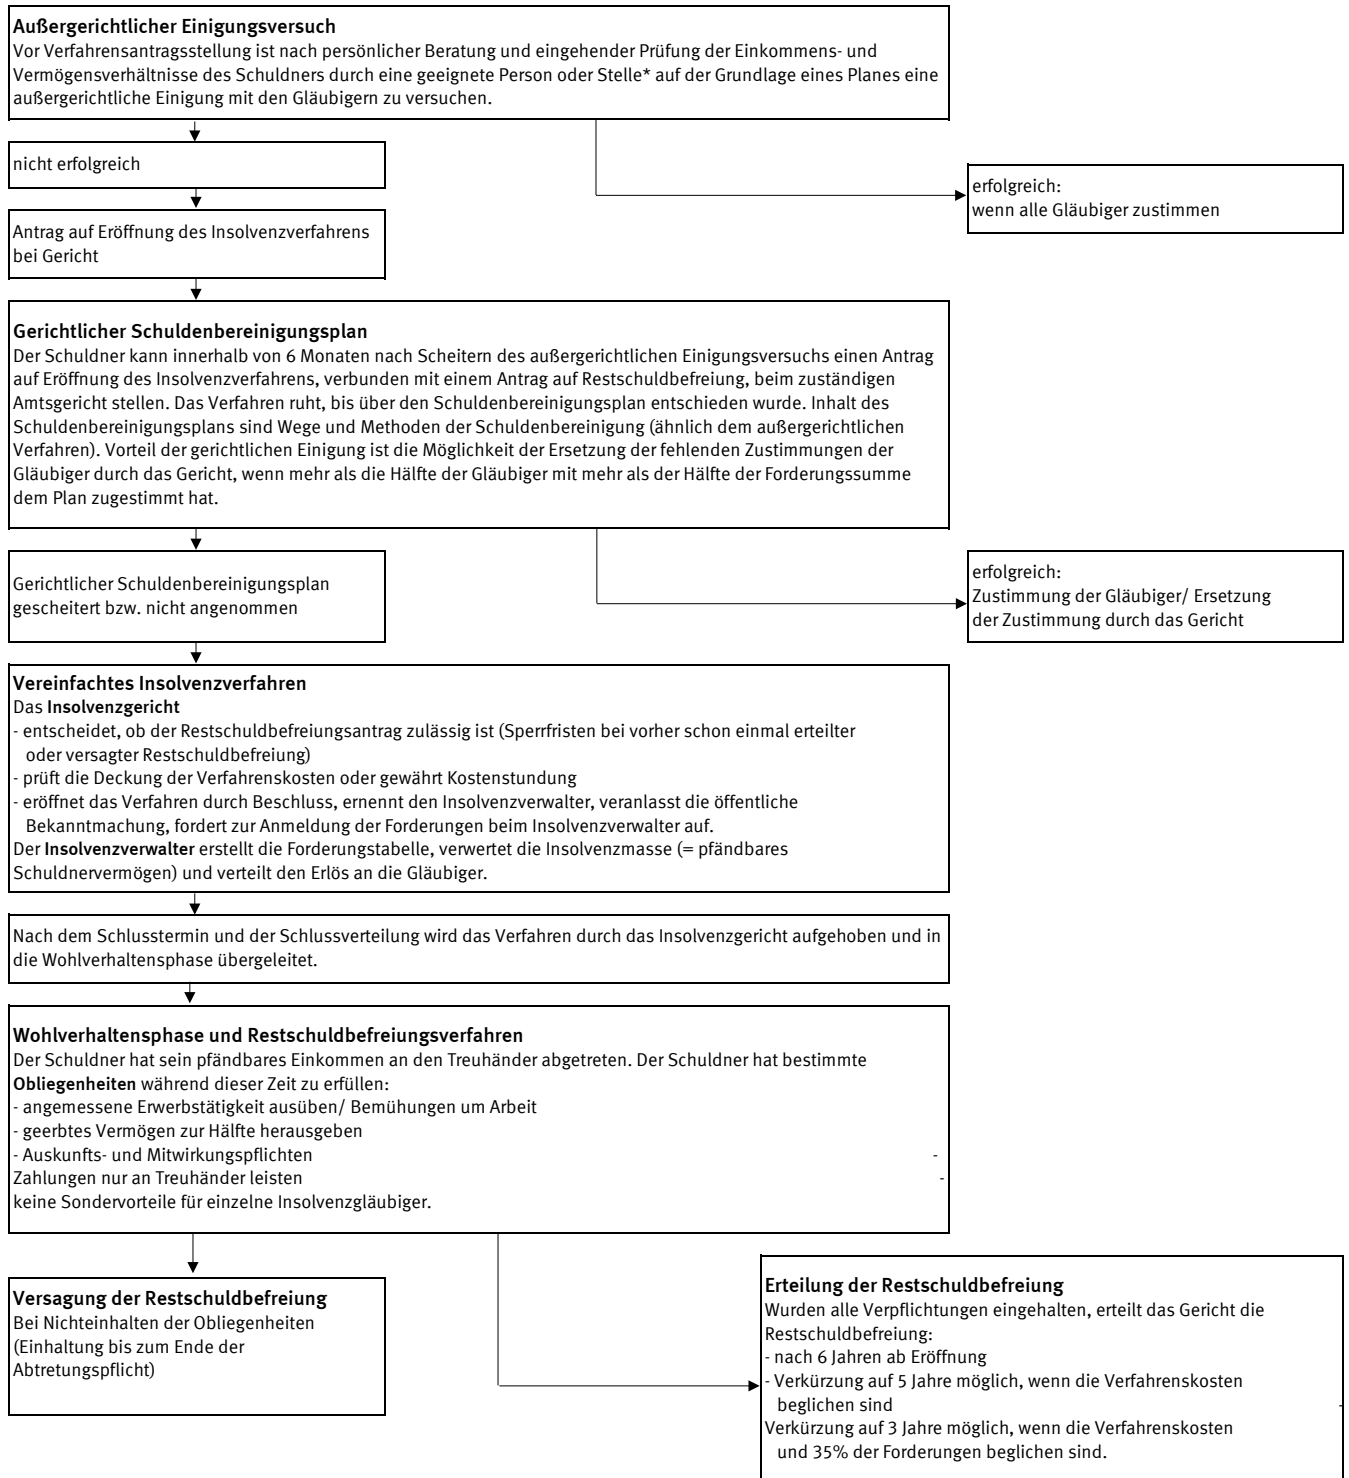 Außergerichtlicher Einigungsversuch
Vor Verfahrensantragsstellung ist nach persönlicher Beratung und eingehender Prüfung der Einkommens- und
Vermögensverhältnisse des Schuldners durch eine geeignete Person oder Stelle* auf der Grundlage eines Planes eine
außergerichtliche Einigung mit den Gläubigern zu versuchen.
nicht erfolgreich
erfolgreich:
wenn alle Gläubiger zustimmen
Antrag auf Eröffnung des Insolvenzverfahrens
bei Gericht
Gerichtlicher Schuldenbereinigungsplan
Der Schuldner kann innerhalb von 6 Monaten nach Scheitern des außergerichtlichen Einigungsversuchs einen Antrag
auf Eröffnung des Insolvenzverfahrens, verbunden mit einem Antrag auf Restschuldbefreiung, beim zuständigen
Amtsgericht stellen. Das Verfahren ruht, bis über den Schuldenbereinigungsplan entschieden wurde. Inhalt des
Schuldenbereinigungsplans sind Wege und Methoden der Schuldenbereinigung (ähnlich dem außergerichtlichen
Verfahren). Vorteil der gerichtlichen Einigung ist die Möglichkeit der Ersetzung der fehlenden Zustimmungen der
Gläubiger durch das Gericht, wenn mehr als die Hälfte der Gläubiger mit mehr als der Hälfte der Forderungssumme
dem Plan zugestimmt hat.
Gerichtlicher Schuldenbereinigungsplan
gescheitert bzw. nicht angenommen
erfolgreich:
Zustimmung der Gläubiger/ Ersetzung
der Zustimmung durch das Gericht
Vereinfachtes Insolvenzverfahren
Das Insolvenzgericht
- entscheidet, ob der Restschuldbefreiungsantrag zulässig ist (Sperrfristen bei vorher schon einmal erteilter
oder versagter Restschuldbefreiung)
- prüft die Deckung der Verfahrenskosten oder gewährt Kostenstundung
- eröffnet das Verfahren durch Beschluss, ernennt den Insolvenzverwalter, veranlasst die öffentliche
Bekanntmachung, fordert zur Anmeldung der Forderungen beim Insolvenzverwalter auf.
Der Insolvenzverwalter erstellt die Forderungstabelle, verwertet die Insolvenzmasse (= pfändbares
Schuldnervermögen) und verteilt den Erlös an die Gläubiger.
Nach dem Schlusstermin und der Schlussverteilung wird das Verfahren durch das Insolvenzgericht aufgehoben und in
die Wohlverhaltensphase übergeleitet.
Wohlverhaltensphase und Restschuldbefreiungsverfahren
Der Schuldner hat sein pfändbares Einkommen an den Treuhänder abgetreten. Der Schuldner hat bestimmte
Obliegenheiten während dieser Zeit zu erfüllen:
- angemessene Erwerbstätigkeit ausüben/ Bemühungen um Arbeit
- geerbtes Vermögen zur Hälfte herausgeben
- Auskunfts- und Mitwirkungspflichten -
Zahlungen nur an Treuhänder leisten -
keine Sondervorteile für einzelne Insolvenzgläubiger.
Versagung der Restschuldbefreiung
Bei Nichteinhalten der Obliegenheiten
(Einhaltung bis zum Ende der
Abtretungspflicht)
Erteilung der Restschuldbefreiung
Wurden alle Verpflichtungen eingehalten, erteilt das Gericht die
Restschuldbefreiung:
- nach 6 Jahren ab Eröffnung
- Verkürzung auf 5 Jahre möglich, wenn die Verfahrenskosten
beglichen sind -
Verkürzung auf 3 Jahre möglich, wenn die Verfahrenskosten
und 35% der Forderungen beglichen sind.